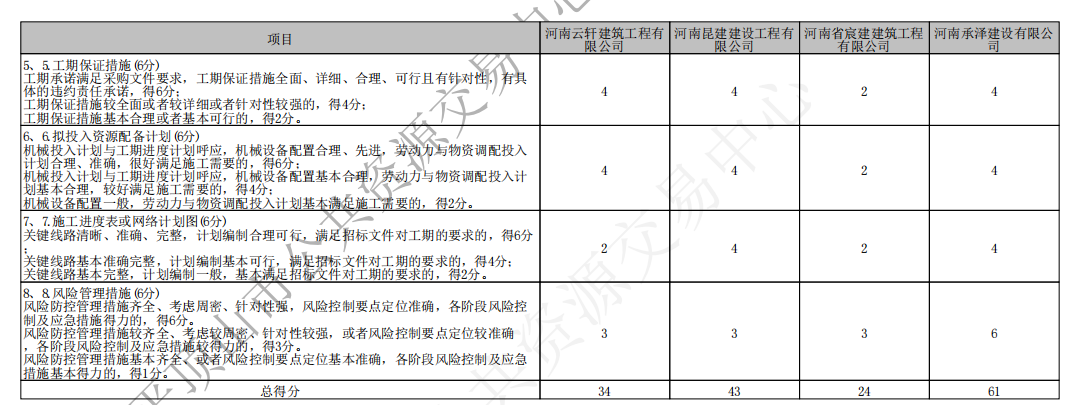 项目
河南云轩建筑工程有
限公司
河南昆建建设工程有
限公司
河南省宸建建筑工程
有限公司
河南承泽建设有限公
司
5、5.工期保证措施(6分)
工期承诺满足采购文件要求，工期保证措施全面、详细、合理、可行且有针对性，有具
体的违约责任承诺，得6分；
工期保证措施较全面或者较详细或者针对性较强的，得4分；
工期保证措施基本合理或者基本可行的，得2分。
4
4
2
4
6、6.拟投入资源配备计划(6分)
机械投入计划与工期进度计划呼应，机械设备配置合理、先进，劳动力与物资调配投入
计划合理、准确，很好满足施工需要的，得6分；
机械投入计划与工期进度计划呼应，机械设备配置基本合理，劳动力与物资调配投入计
划基本合理，较好满足施工需要的，得4分；
机械设备配置一般，劳动力与物资调配投入计划基本满足施工需要的，得2分。
4
4
2
4
7、7.施工进度表或网络计划图(6分)
关键线路清晰、准确、完整，计划编制合理可行，满足招标文件对工期的要求的，得6分
；
关键线路基本准确完整，计划编制基本可行，满足招标文件对工期的要求的，得4分；
关键线路基本完整，计划编制一般，基本满足招标文件对工期的要求的，得2分。
2
4
2
4
8、8.风险管理措施(6分)
风险防控管理措施齐全、考虑周密、针对性强，风险控制要点定位准确，各阶段风险控
制及应急措施得力的，得6分。
风险防控管理措施较齐全、考虑较周密、针对性较强，或者风险控制要点定位较准确
，各阶段风险控制及应急措施较得力的，得3分。
风险防控管理措施基本齐全、或者风险控制要点定位基本准确，各阶段风险控制及应急
措施基本得力的，得1分。
3
3
3
6
总得分
34
43
24
61
平顶山市公共资源交易中心
共资源交易中心